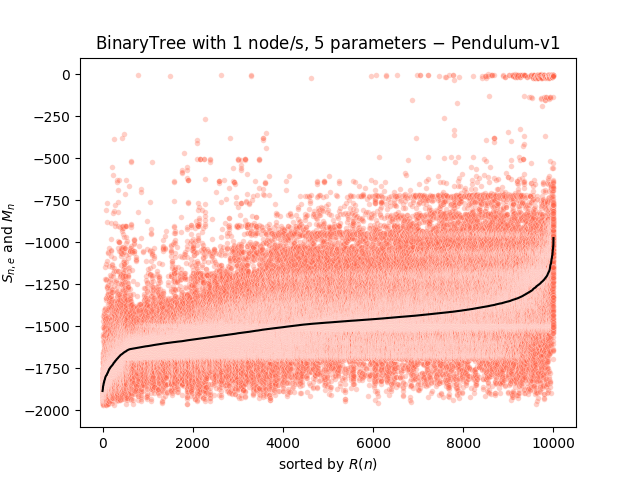 BinaryTree with 1 node/s, 5 parameters − Pendulum-v1
0
−250
−500
−750
−1000
−1250
−1500
−1750
−2000
S_{n, e} and M_n
0 2000 4000 6000 8000 10000
sorted by R(n)